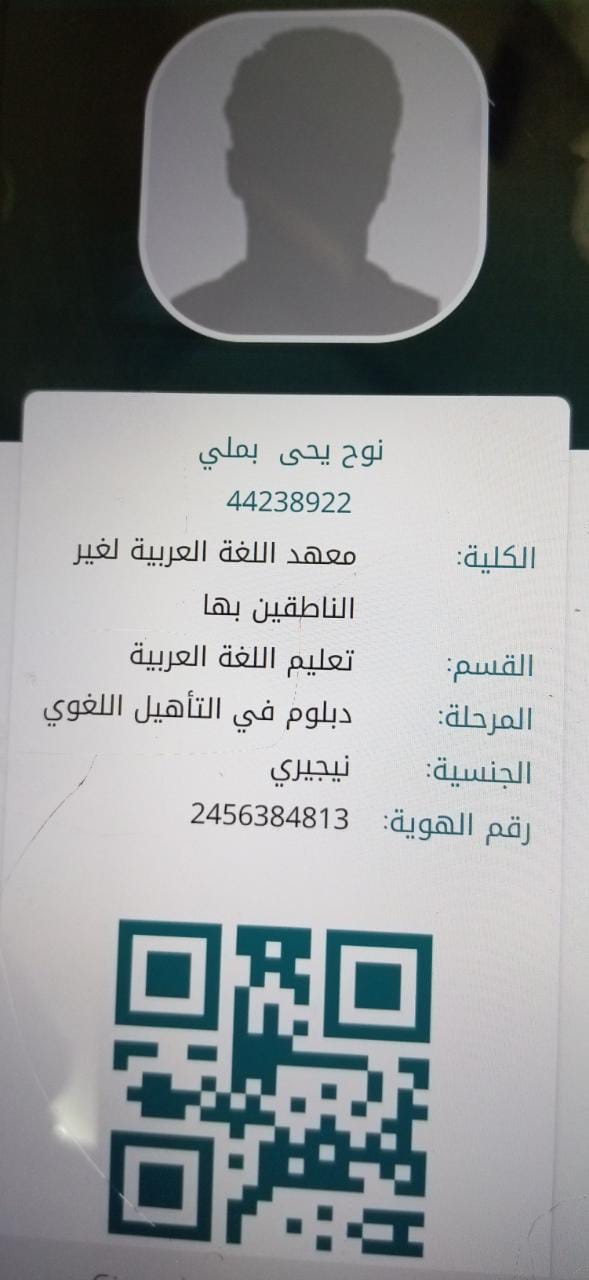 نوح يحى بملي
44238922
الكلية: معهد اللغة العربية لغير
الناطقين بها
القسم: تعليم اللغة العربية
المرحلة: دبلوم في التأهيل اللغوي
الجنسية: نيجيري
رقم الهوية: 2456384813